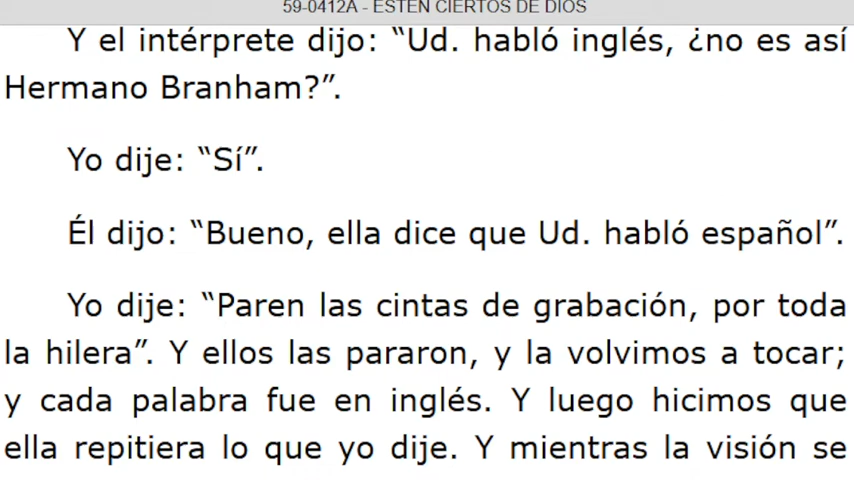 59-0412A - ESTEN CIERTOS DE DIOS
Y el intérprete dijo: “Ud. habló inglés, ¿no es así
Hermano Branham?”.
Yo dije: “Sí”.
Él dijo: “Bueno, ella dice que Ud. habló español”.
Yo dije: “Paren las cintas de grabación, por toda
la hilera”. Y ellos las pararon, y la volvimos a tocar;
y cada palabra fue en inglés. Y luego hicimos que
ella repitiera lo que yo dije. Y mientras la visión se